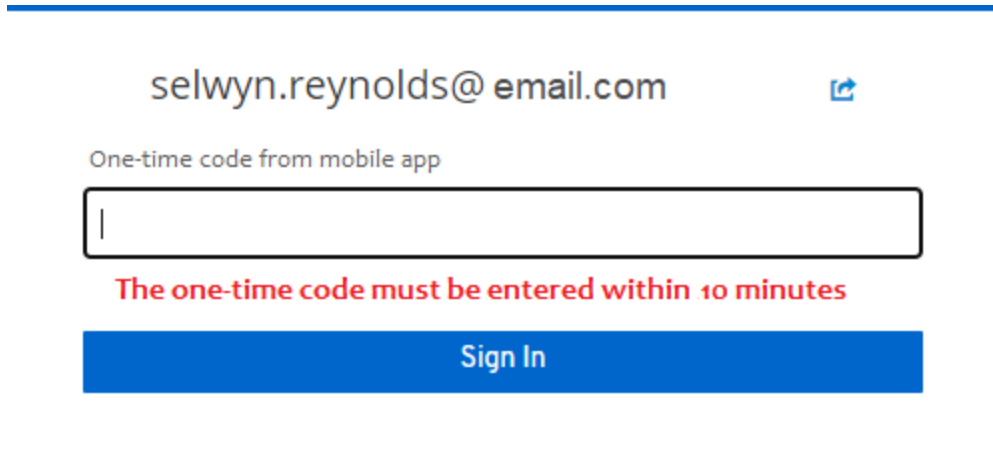 selwyn.reynolds@email.com
One-time code from mobile app
The one-time code must be entered within 10 minutes
Sign In